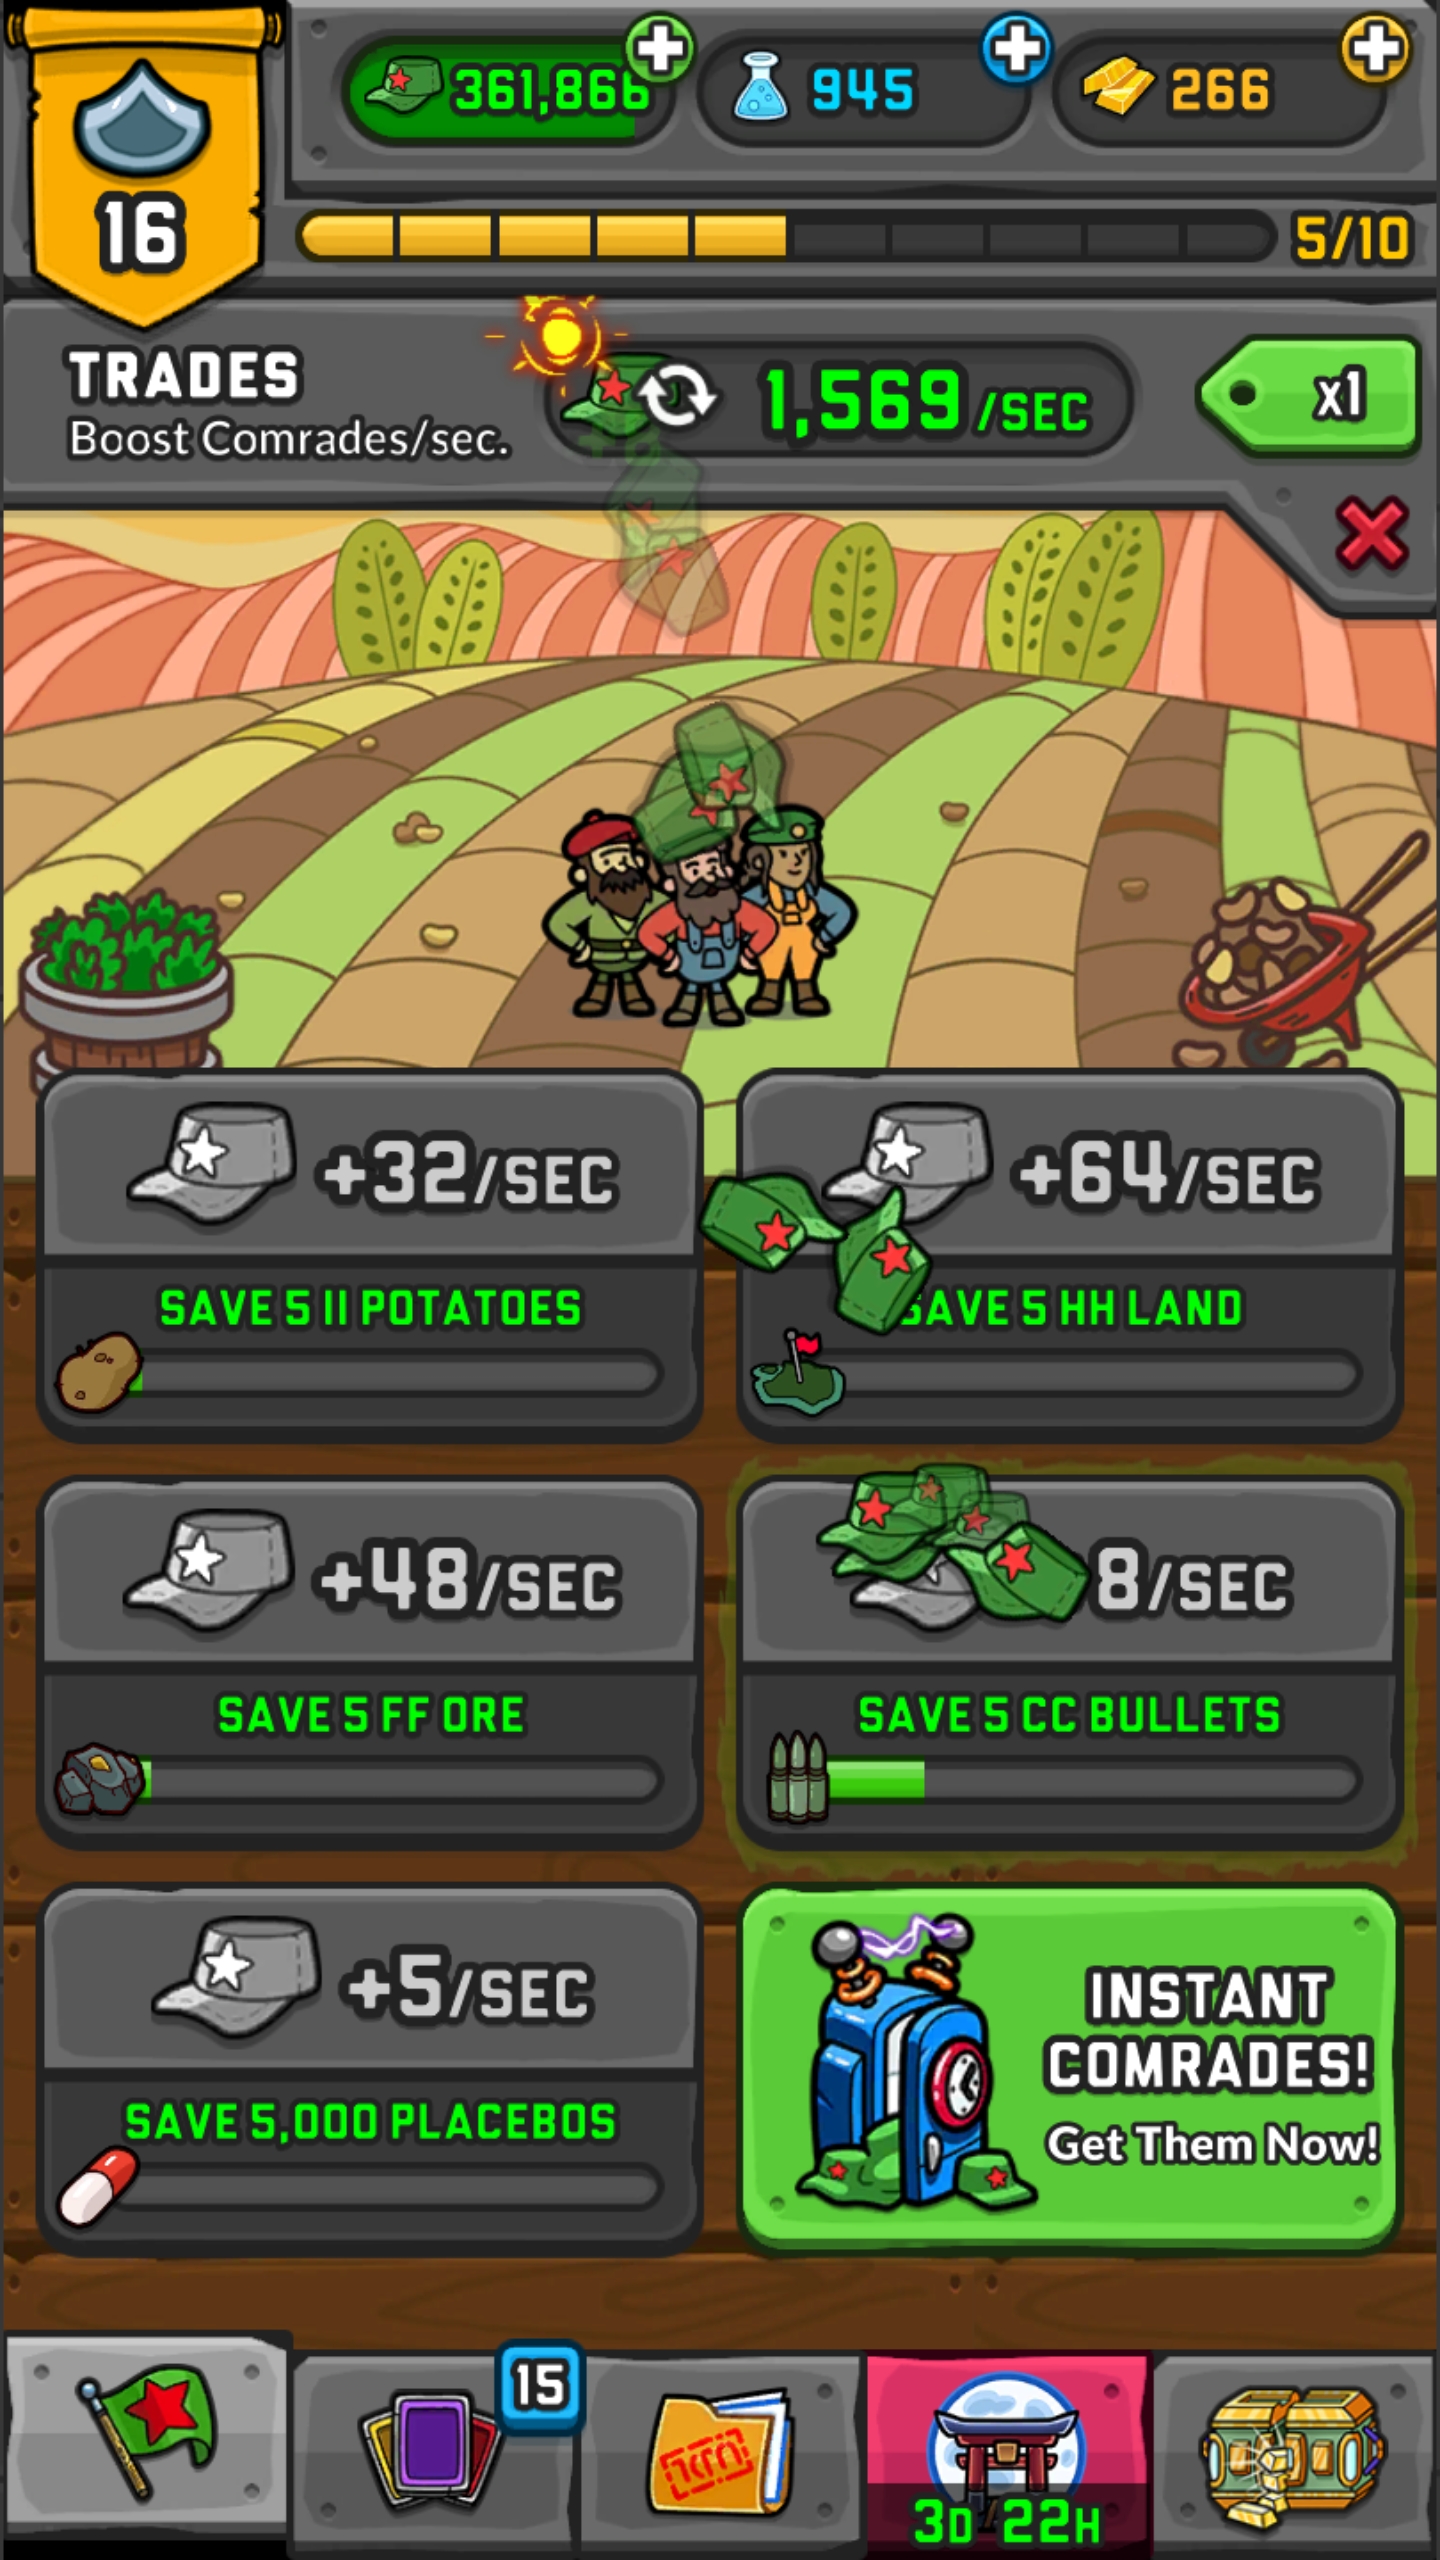 361,866
945
266
16
5/10
TRADES
Boost Comrades/sec.
1,569 /SEC
x1
+32/SEC
+64/SEC
SAVE 5 II POTATOES
SAVE 5 HH LAND
+48/SEC
8/SEC
SAVE 5 FF ORE
SAVE 5 CC BULLETS
+5/SEC
SAVE 5,000 PLACEBOS
INSTANT
COMRADES!
Get Them Now!
15
3D 22H